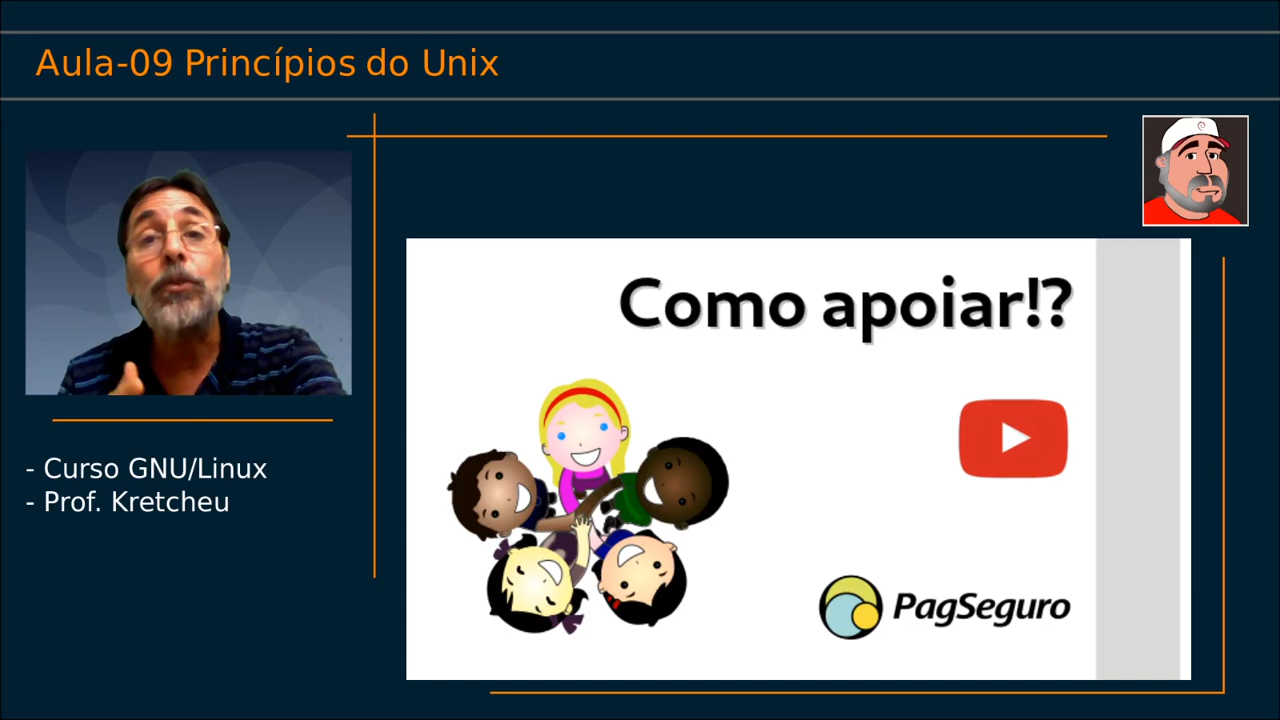 Aula-09 Princípios do Unix
- Curso GNU/Linux
- Prof. Kretcheu
Como apoiar!?
PagSeguro